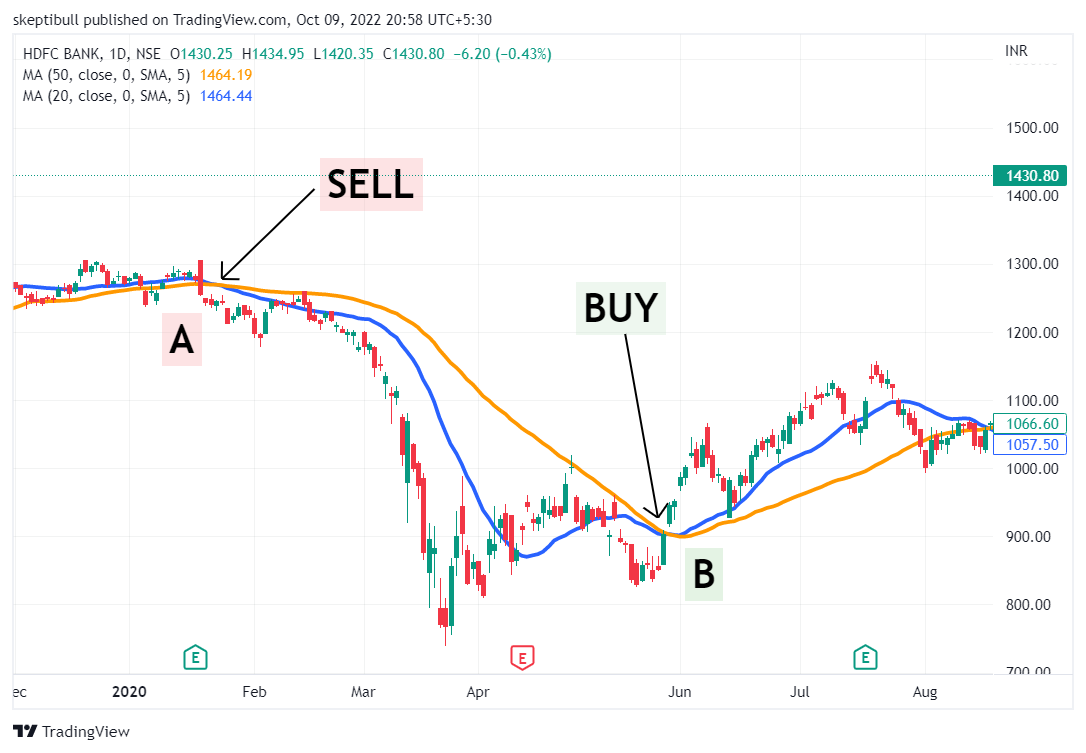 skeptibull published on TradingView.com, Oct 09, 2022 20:58 UTC+5:30
HDFC BANK, 1D, NSE O1430.25 H1434.95 L1420.35 C1430.80 −6.20 (−0.43%)
INR
MA (50, close, 0, SMA, 5) 1464.19
MA (20, close, 0, SMA, 5) 1464.44
1500.00
1430.80
SELL
1400.00
1300.00
BUY
A
1200.00
1100.00
1066.60
1057.50
1000.00
900.00
B
800.00
E E E
700.00
ec 2020 Feb Mar Apr Jun Jul Aug
TradingView